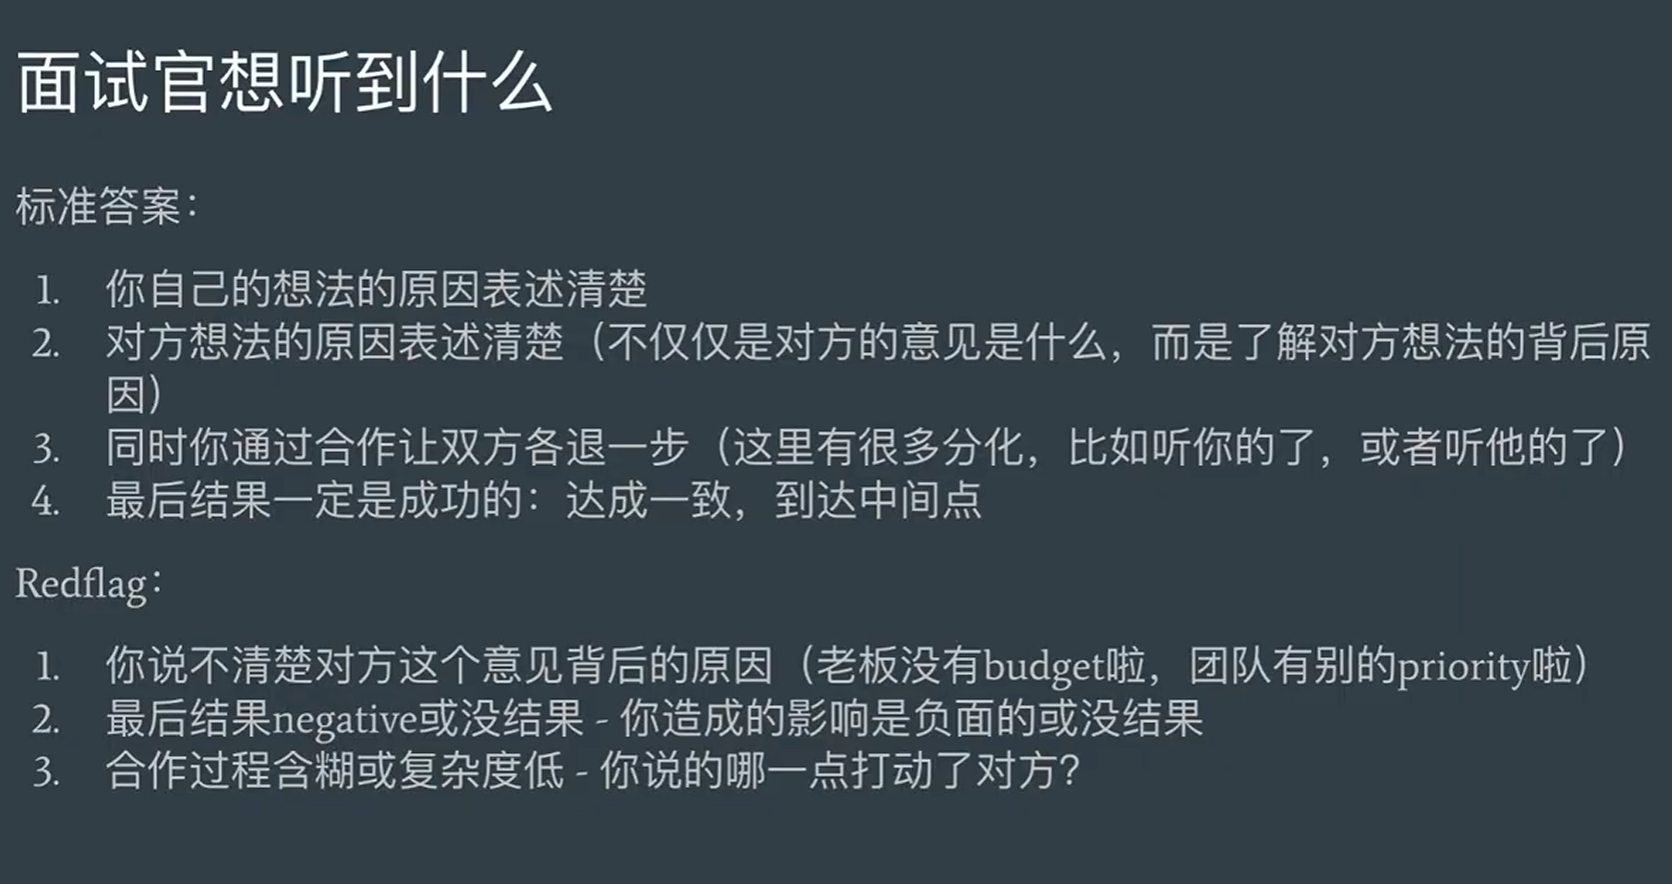 面试官想听到什么
标准答案：
1. 你自己的想法的原因表述清楚
2. 对方想法的原因表述清楚（不仅仅是对方的意见是什么，而是了解对方想法的背后原
因）
3. 同时你通过合作让双方各退一步（这里有很多分化，比如听你的了，或者听他的了）
4. 最后结果一定是成功的：达成一致，到达中间点
Redflag：
1. 你说不清楚对方这个意见背后的原因（老板没有budget啦，团队有别的priority啦）
2. 最后结果negative或没结果 - 你造成的影响是负面的或没结果
3. 合作过程含糊或复杂度低 - 你说的哪一点打动了对方？